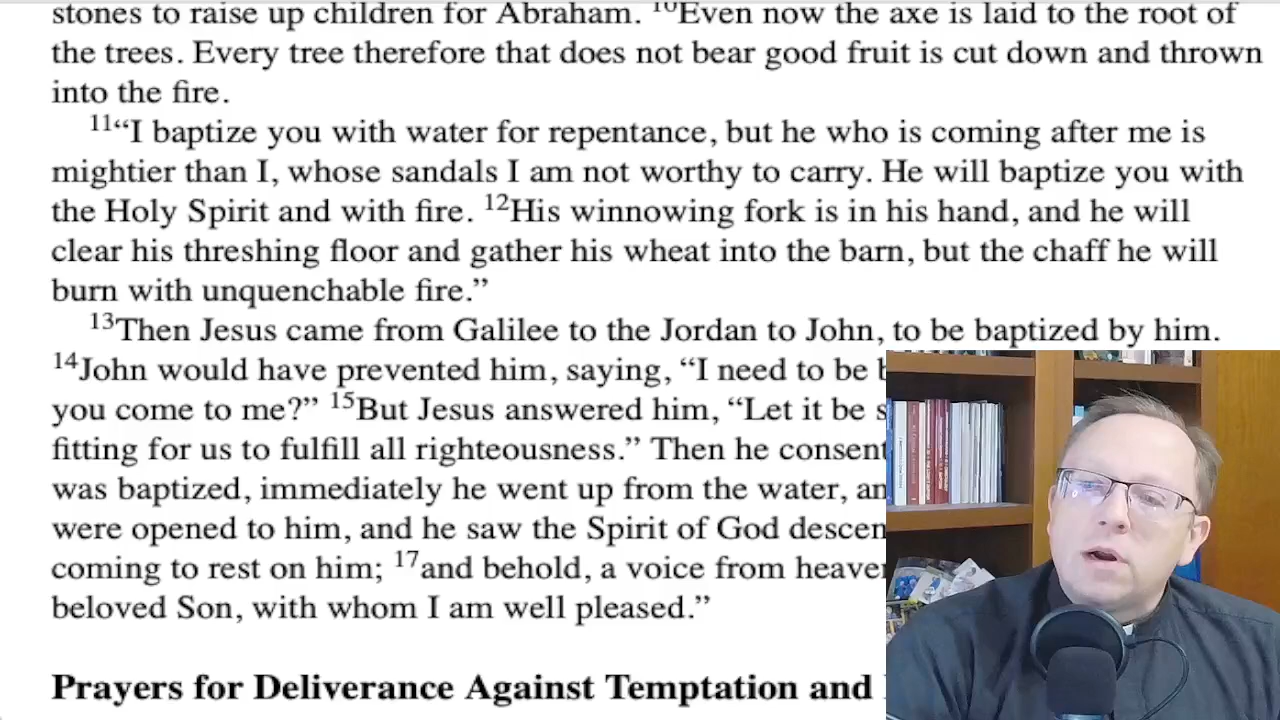 stones to raise up children for Abraham. ¹⁰Even now the axe is laid to the root of
the trees. Every tree therefore that does not bear good fruit is cut down and thrown
into the fire.
¹¹“I baptize you with water for repentance, but he who is coming after me is
mightier than I, whose sandals I am not worthy to carry. He will baptize you with
the Holy Spirit and with fire. ¹²His winnowing fork is in his hand, and he will
clear his threshing floor and gather his wheat into the barn, but the chaff he will
burn with unquenchable fire.”
¹³Then Jesus came from Galilee to the Jordan to John, to be baptized by him.
¹⁴John would have prevented him, saying, “I need to be
you come to me?” ¹⁵But Jesus answered him, “Let it be
fitting for us to fulfill all righteousness.” Then he
was baptized, immediately he went up from the water,
were opened to him, and he saw the Spirit of God
coming to rest on him; ¹⁷and behold, a voice from
beloved Son, with whom I am well pleased.”
Prayers for Deliverance Against Temptation and